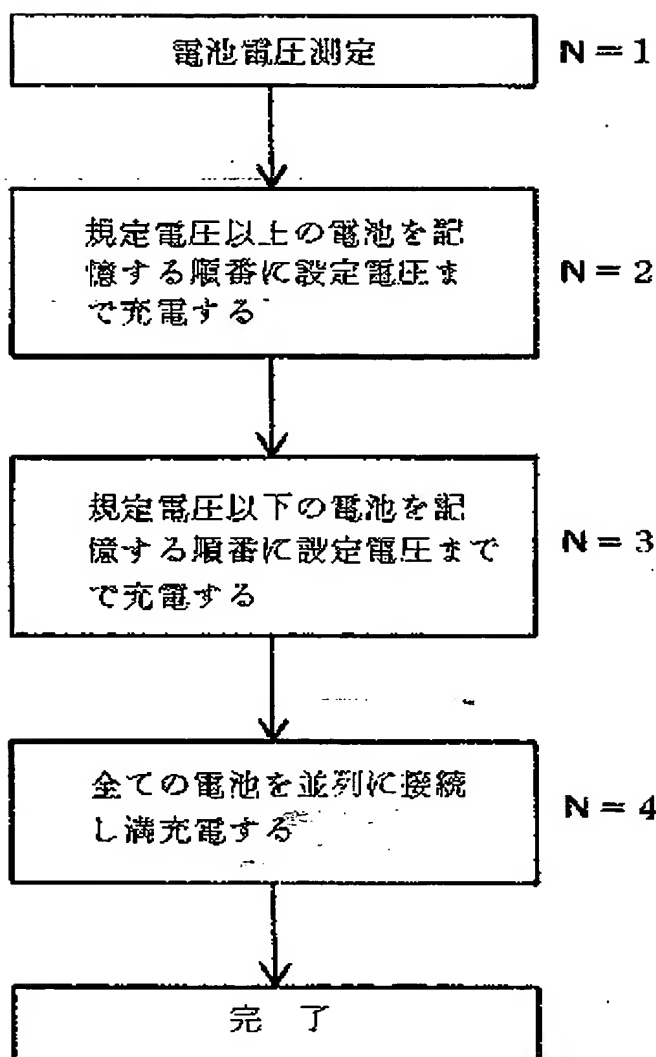 電池電圧測定 N=1
規定電圧以上の電池を記
憶する順番に設定電圧ま
で充電する
N=2
規定電圧以下の電池を記
憶する順番に設定電圧まで
で充電する
N=3
全ての電池を並列に接続
し満充電する
N=4
完 了